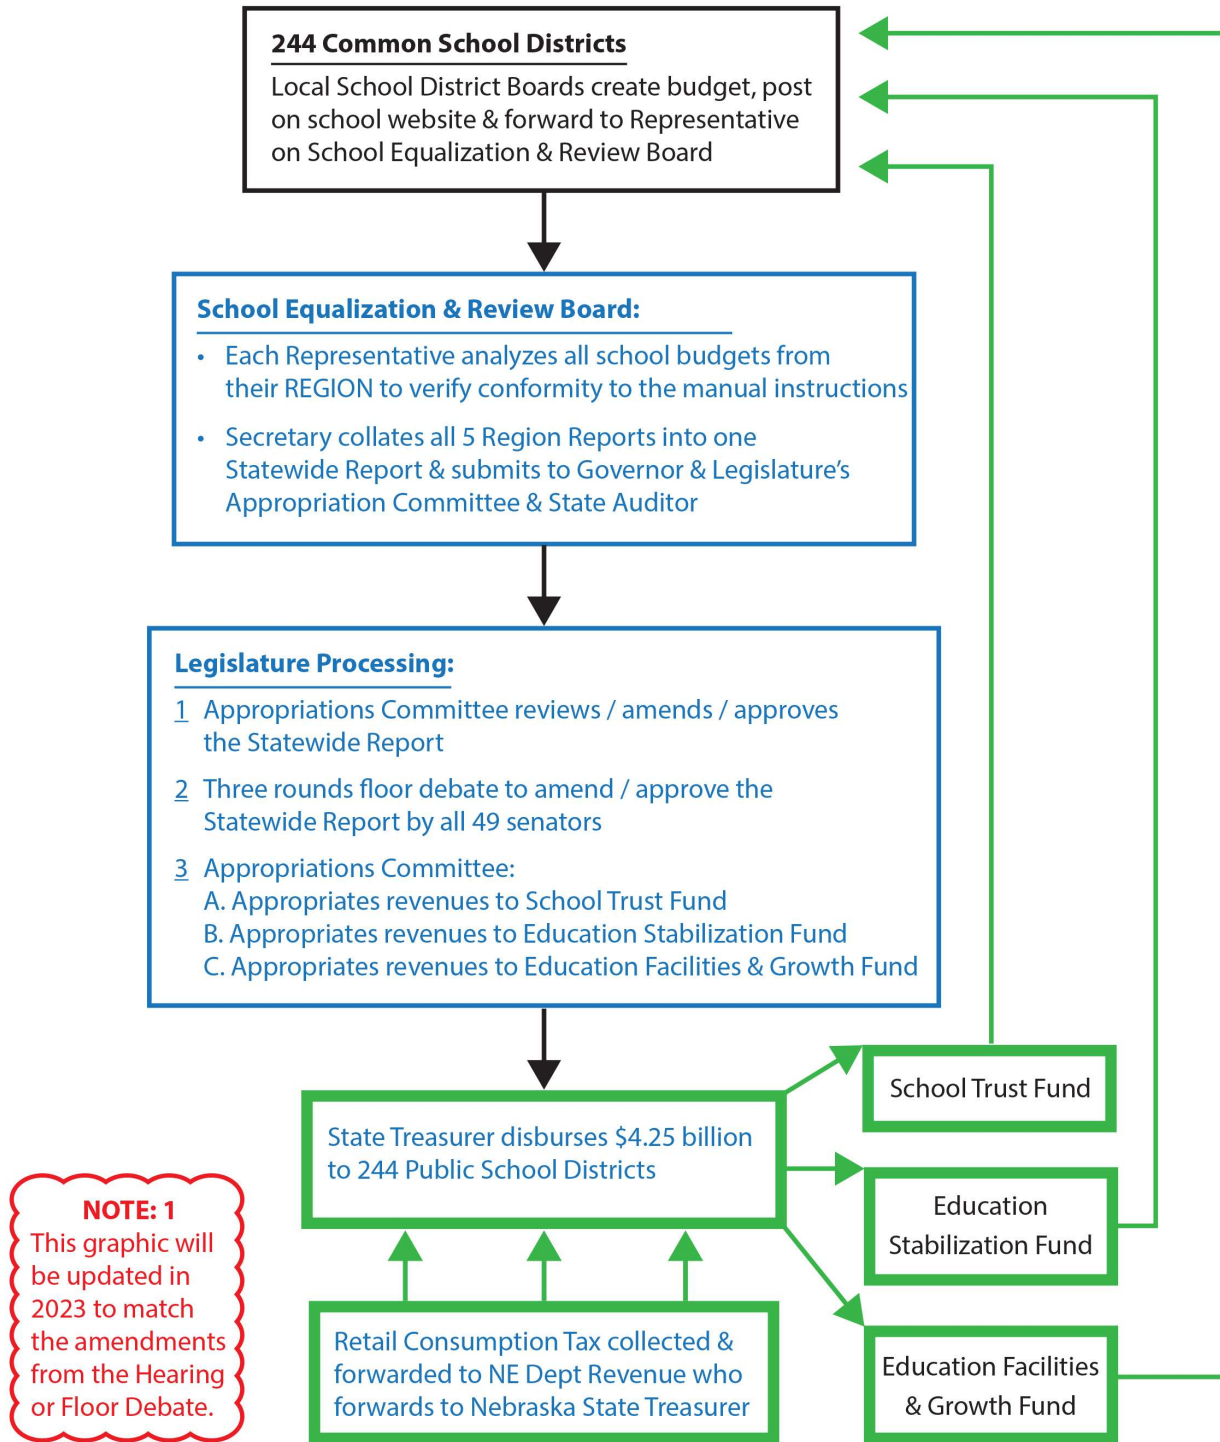 244 Common School Districts
Local School District Boards create budget, post
on school website & forward to Representative
on School Equalization & Review Board
School Equalization & Review Board:
• Each Representative analyzes all school budgets from
their REGION to verify conformity to the manual instructions
• Secretary collates all 5 Region Reports into one
Statewide Report & submits to Governor & Legislature's
Appropriation Committee & State Auditor
Legislature Processing:
1 Appropriations Committee reviews / amends / approves
the Statewide Report
2 Three rounds floor debate to amend / approve the
Statewide Report by all 49 senators
3 Appropriations Committee:
A. Appropriates revenues to School Trust Fund
B. Appropriates revenues to Education Stabilization Fund
C. Appropriates revenues to Education Facilities & Growth Fund
State Treasurer disburses $4.25 billion
to 244 Public School Districts
School Trust Fund
Education
Stabilization Fund
Education Facilities
& Growth Fund
Retail Consumption Tax collected &
forwarded to NE Dept Revenue who
forwards to Nebraska State Treasurer
NOTE: 1
This graphic will
be updated in
2023 to match
the amendments
from the Hearing
or Floor Debate.